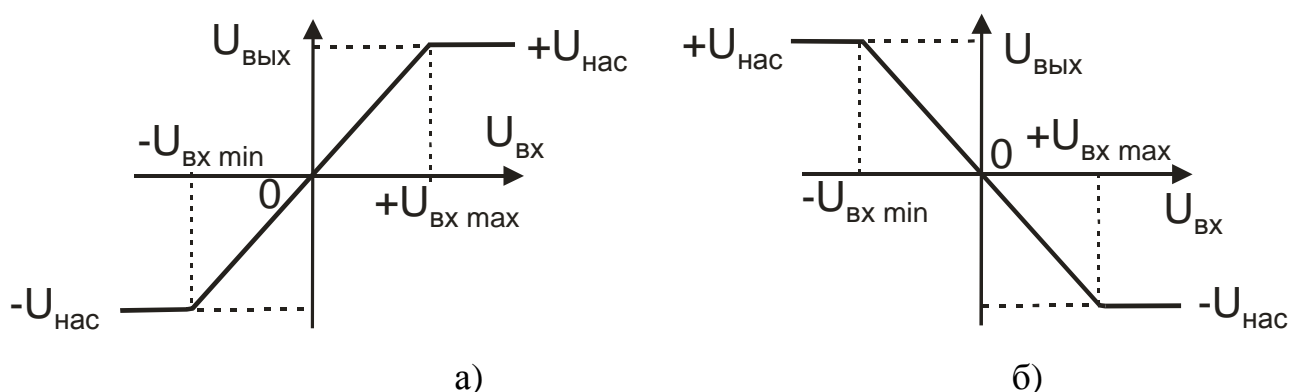 U вых
+U нас
-U вх min
U вх
0
+U вх max
-U нас
а)
+U нас
U вых
0
+U вх max
-U вх min
U вх
-U нас
б)